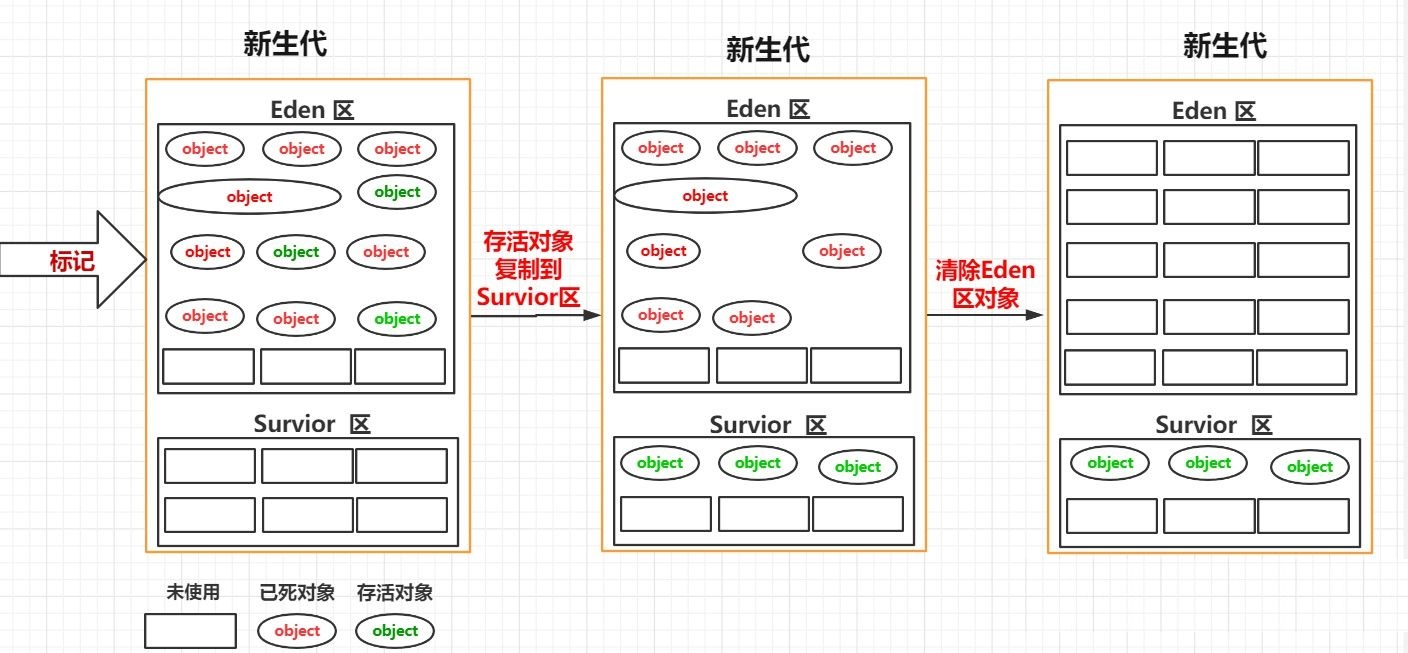 新生代
新生代
新生代
Eden 区
Eden 区
Eden 区
object object object
object object
object object object
object object object
标记
存活对象
复制到
Survior区
object object object
object
object object
object object
清除Eden
区对象
Survior 区
Survior 区
Survior 区
object object object
object object object
未使用 已死对象 存活对象
object object